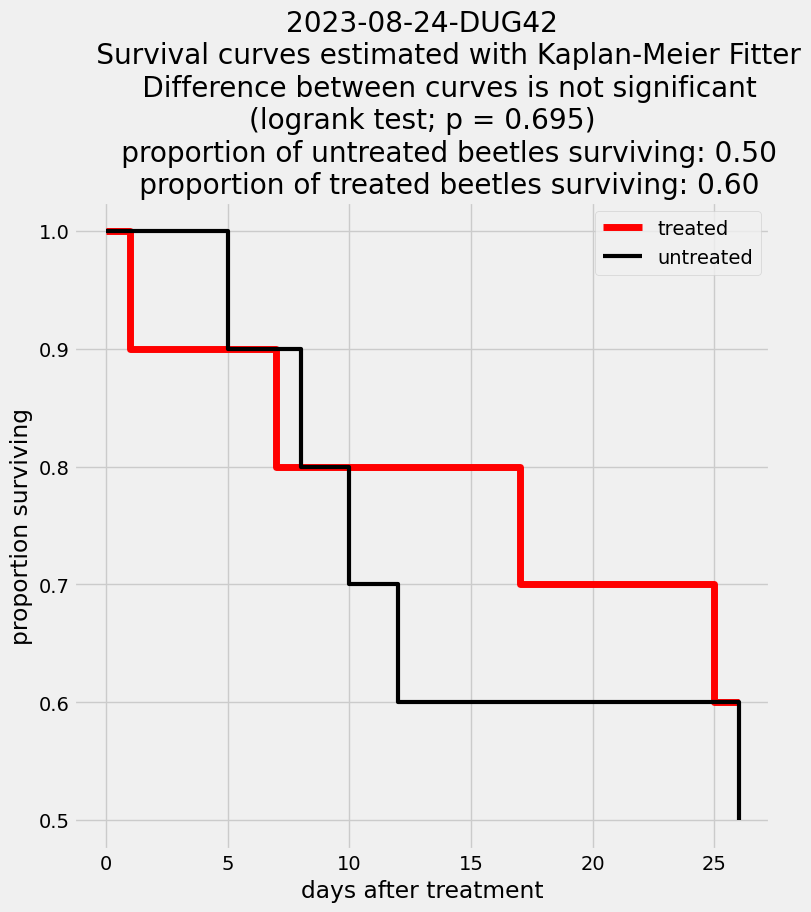 2023-08-24-DUG42
Survival curves estimated with Kaplan-Meier Fitter
Difference between curves is not significant
(logrank test; p = 0.695)
proportion of untreated beetles surviving: 0.50
proportion of treated beetles surviving: 0.60
treated
untreated
1.0
0.9
0.8
0.7
0.6
0.5
proportion surviving
0 5 10 15 20 25
days after treatment